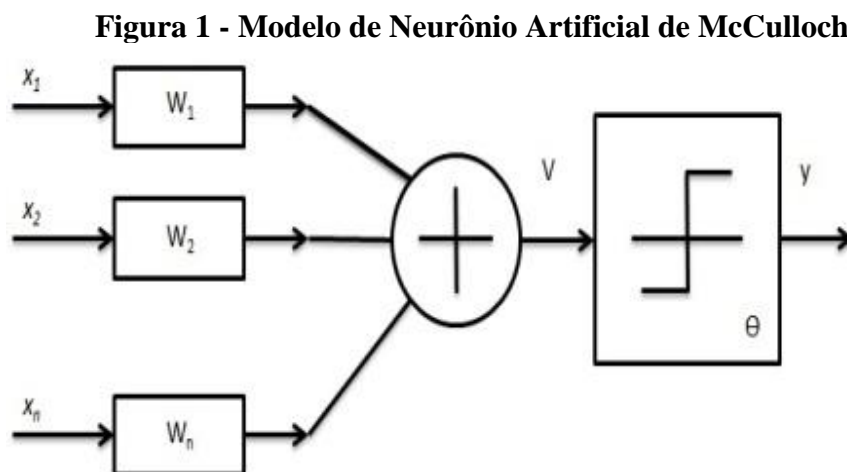 Figura 1 - Modelo de Neurônio Artificial de McCulloch
x₁
W₁
x₂
W₂
V
y
θ
xₙ
Wₙ